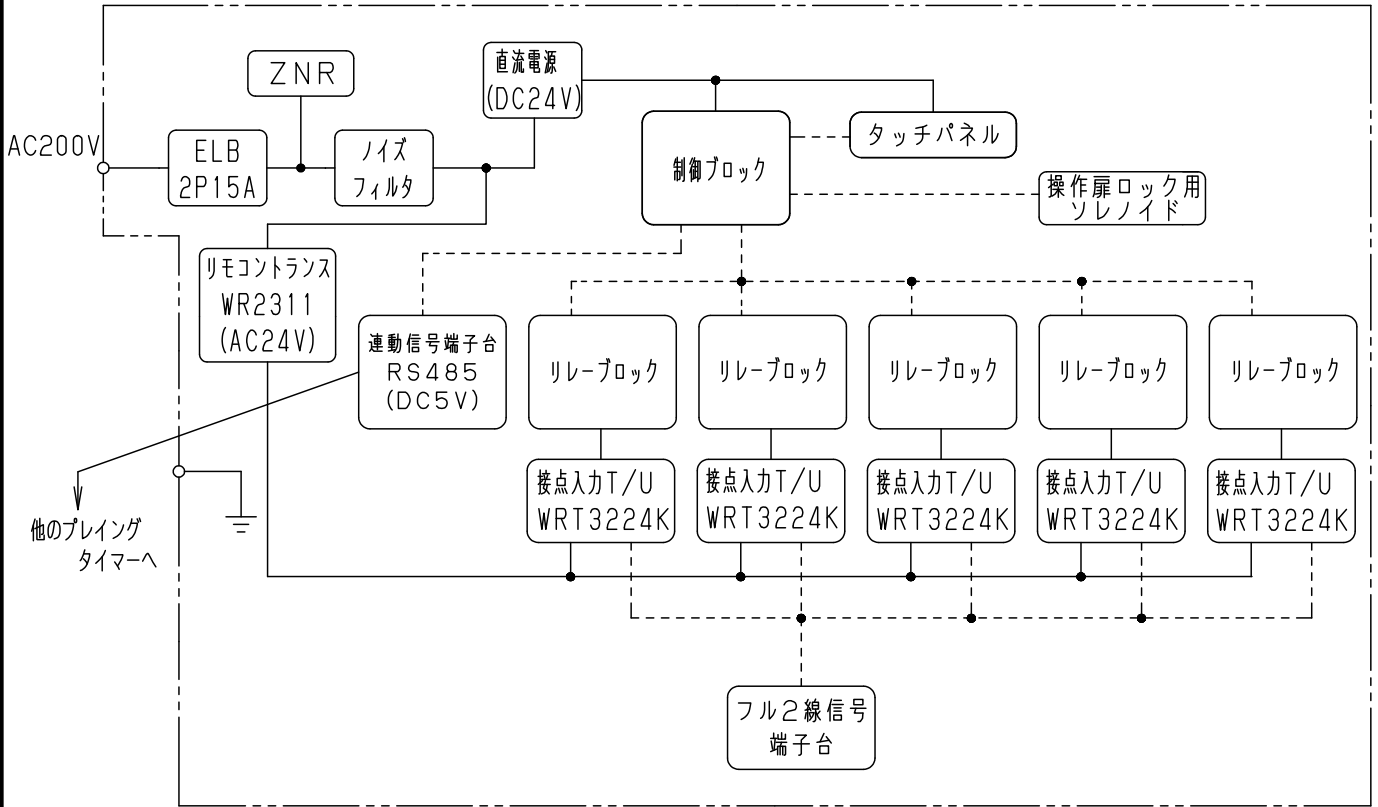 AC200V
ELB
2P15A
ZNR
ノイズ
フィルタ
直流電源
(DC24V)
制御ブロック
タッチパネル
操作扉ロック用
ソレノイド
リモコントランス
WR2311
(AC24V)
連動信号端子台
RS485
(DC5V)
リレーブロック
リレーブロック
リレーブロック
リレーブロック
リレーブロック
接点入力T/U
WRT3224K
接点入力T/U
WRT3224K
接点入力T/U
WRT3224K
接点入力T/U
WRT3224K
接点入力T/U
WRT3224K
他のプレイング
タイマーへ
フル2線信号
端子台